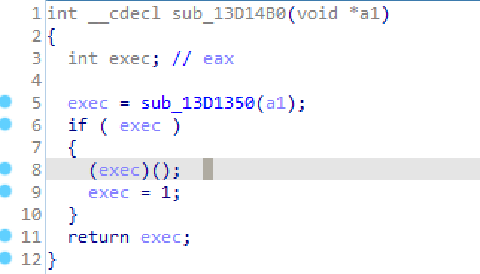 1 int __cdecl sub_13D14B0(void *a1)
2 {
3 int exec; // eax
4
5 exec = sub_13D1350(a1);
6 if ( exec )
7 {
8 (exec)();
9 exec = 1;
10 }
11 return exec;
12 }